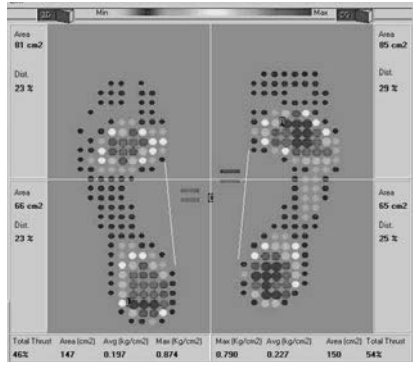 Min Max
Area
81 cm2
Dist.
23 %
Area
85 cm2
Dist.
29 %
Area
66 cm2
Dist.
23 %
Area
65 cm2
Dist.
25 %
Total Thrust Area (cm2) Avg (kg/cm2) Max (Kg/cm2) Max (Kg/cm2) Avg (kg/cm2) Area (cm2) Total Thrust
46% 147 0.197 0.874 0.790 0.227 150 54%